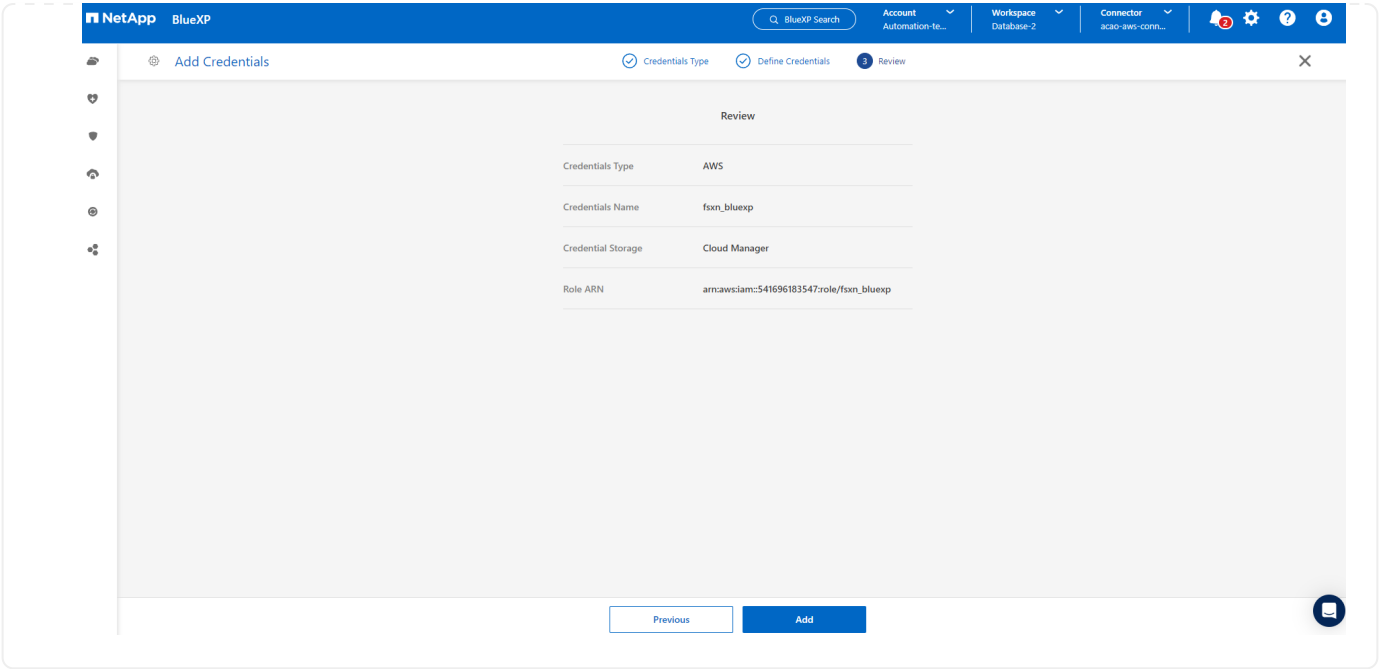 NetApp BlueXP
BlueXP Search
Account
Automation-te...
Workspace
Database-2
Connector
acao-aws-conn...
2
Add Credentials
Credentials Type
Define Credentials
3 Review
Review
Credentials Type AWS
Credentials Name fsxn_bluexp
Credential Storage Cloud Manager
Role ARN arn:aws:iam::541696183547:role/fsxn_bluexp
Previous
Add